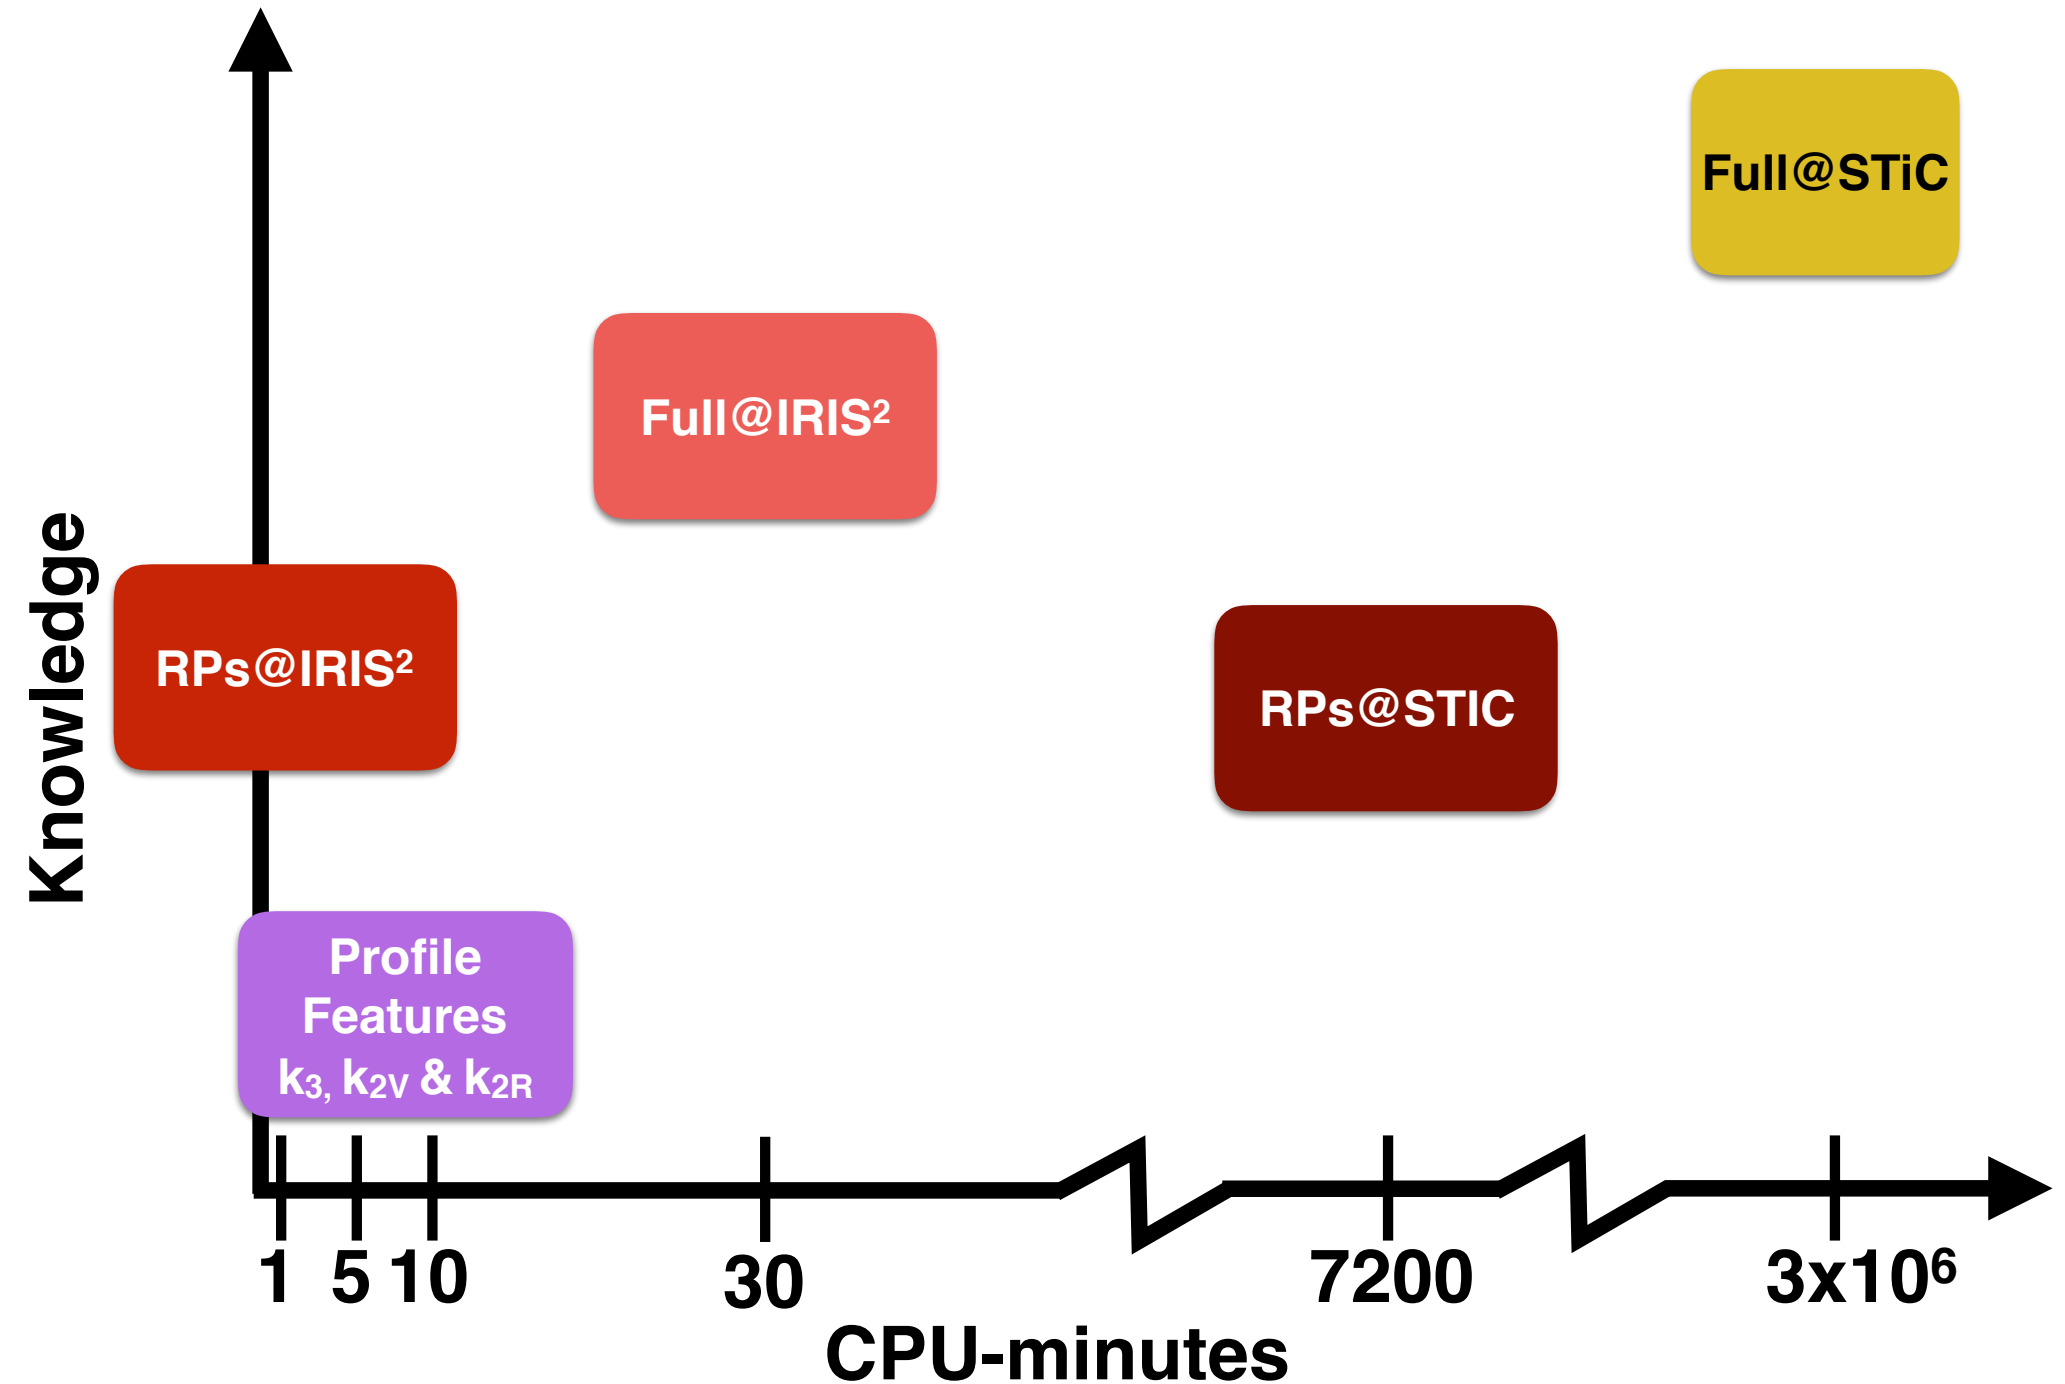 Full@STiC
Full@IRIS²
Knowledge
RPs@IRIS²
RPs@STIC
Profile
Features
k₃, k₂V & k₂R
1 5 10 30 7200 3x10⁶
CPU-minutes